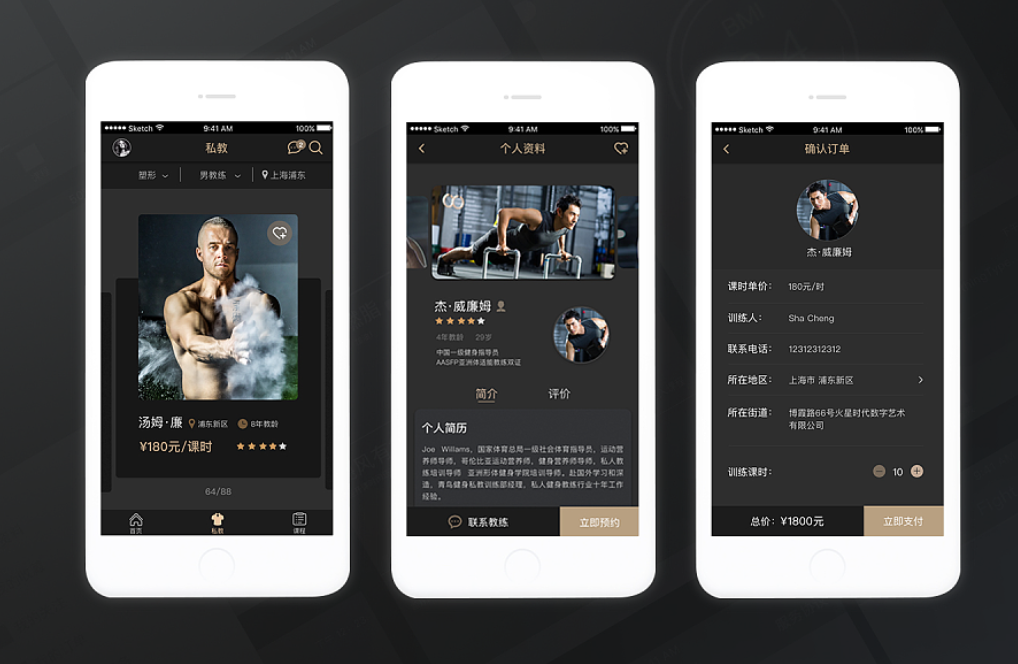 Sketch 9:41 AM 100%
私教
2
塑形 男教练 上海浦东
汤姆·廉 浦东新区 8年教龄
¥180元/课时
64/88
首页 私教 课程
Sketch 9:41 AM 100%
个人资料
杰·威廉姆
4年教龄 29岁
中国一级健身指导员
AASFP亚洲体适能教练双证
简介 评价
个人简历
Joe Willams，国家体育总局一级社会体育指导员，运动营
养师导师，哥伦比亚运动营养师，健身营养师导师，私人教
练培训导师 亚洲形体健身学院培训导师。赴国外学习和深
造，青鸟健身私教训练部经理，私人健身教练行业十年工作
经验。
联系教练 立即预约
Sketch 9:41 AM 100%
确认订单
杰·威廉姆
课时单价： 180元/时
训练人： Sha Cheng
联系电话： 12312312312
所在地区： 上海市 浦东新区
所在街道： 博霞路66号火星时代数字艺术
有限公司
训练课时： 10
总价：¥1800元 立即支付